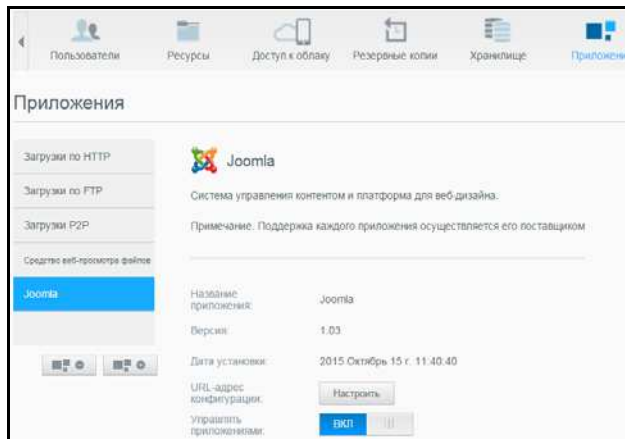 Пользователи Ресурсы Доступ к облаку Резервные копии Хранилище Приложени
Приложения
Загрузки по HTTP
Загрузки по FTP
Загрузки P2P
Средство веб-просмотра файлов
Joomla
Joomla
Система управления контентом и платформа для веб-дизайна.
Примечание. Поддержка каждого приложения осуществляется его поставщиком
Название
приложения:
Joomla
Версия:
1.03
Дата установки:
2015 Октябрь 15 г. 11:40:40
URL-адрес
конфигурации:
Настроить
Управлять
приложениями:
ВКЛ